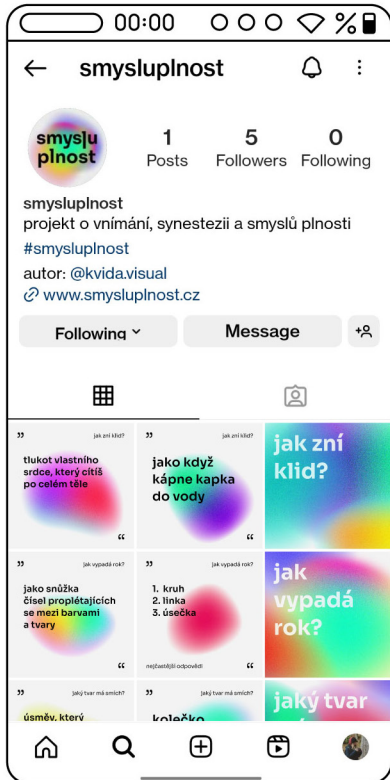 00:00
smysluplnost
smys|u
plnost
1
Posts
5
Followers
0
Following
smysluplnost
projekt o vnímání, synestezii a smyslů plnosti
#smysluplnost
autor: @kvida.visual
www.smysluplnost.cz
Following
Message
” jak zní klid?
tlukot vlastního
srdce, který cítíš
po celém těle
“
” jak zní klid?
jako když
kápne kapka
do vody
“
jak zní
klid?
” jak vypadá rok?
jako snůžka
čísel proplétajících
se mezi barvami
a tvary
“
” jak vypadá rok?
1. kruh
2. linka
3. úsečka
nejčastější odpovědi “
jak
vypadá
rok?
” jaký tvar má smích?
úsměv, který
” jaký tvar má smích?
kolečko
jaký tvar